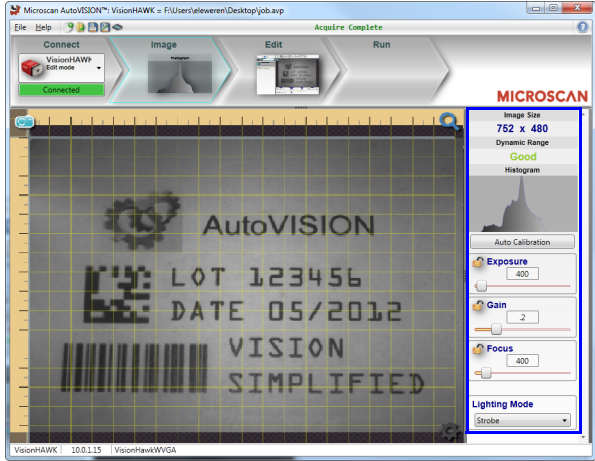 Microscan AutoVISION™: VisionHAWK = F:\Users\eleweren\Desktop\job.avp
File Help
Acquire Complete
Connect
Image
Edit
Run
VisionHAWK
Edit mode
Connected
Histogram
MICROSCAN
Image Size
752 x 480
Dynamic Range
Good
Histogram
Auto Calibration
Exposure
400
Gain
.2
Focus
400
Lighting Mode
Strobe
AutoVISION
LOT 123456
DATE 05/2012
VISION
SIMPLIFIED
VisionHAWK 10.0.1.15 VisionHawkWVGA